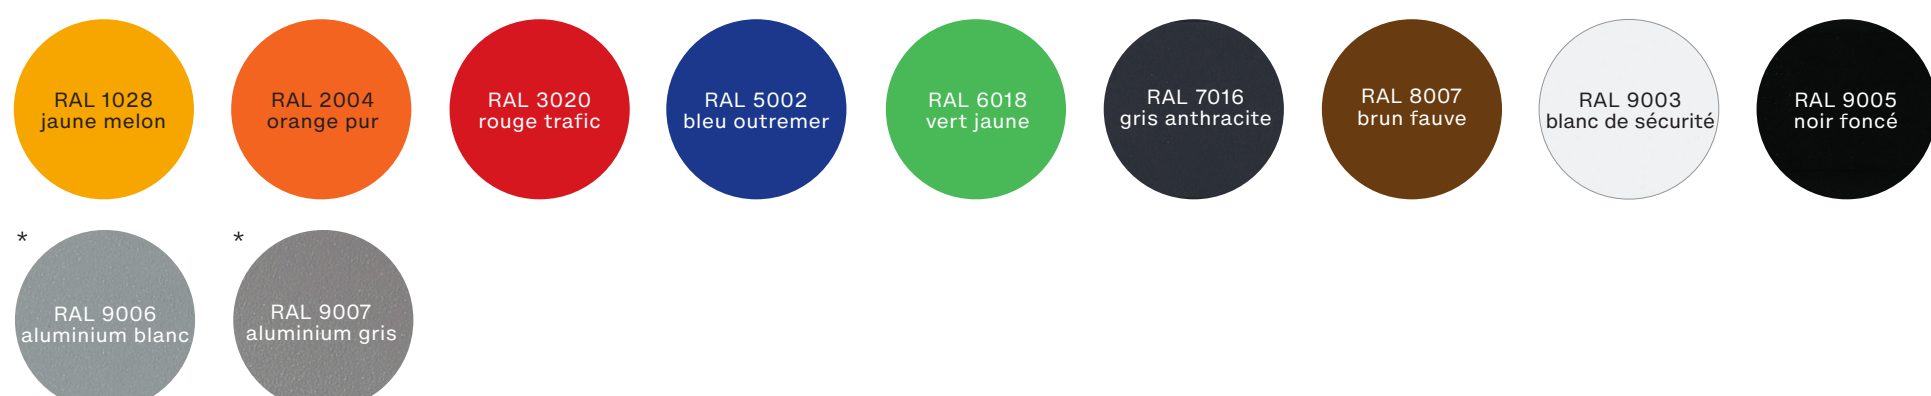 RAL 1028
jaune melon
RAL 2004
orange pur
RAL 3020
rouge trafic
RAL 5002
bleu outremer
RAL 6018
vert jaune
RAL 7016
gris anthracite
RAL 8007
brun fauve
RAL 9003
blanc de sécurité
RAL 9005
noir foncé
*
RAL 9006
aluminium blanc
*
RAL 9007
aluminium gris